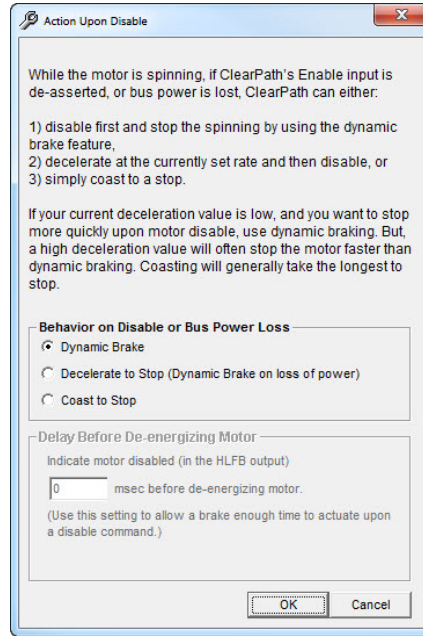 Action Upon Disable
While the motor is spinning, if ClearPath's Enable input is
de-asserted, or bus power is lost, ClearPath can either:
1) disable first and stop the spinning by using the dynamic
brake feature,
2) decelerate at the currently set rate and then disable, or
3) simply coast to a stop.
If your current deceleration value is low, and you want to stop
more quickly upon motor disable, use dynamic braking. But,
a high deceleration value will often stop the motor faster than
dynamic braking. Coasting will generally take the longest to
stop.
Behavior on Disable or Bus Power Loss
Dynamic Brake
Decelerate to Stop (Dynamic Brake on loss of power)
Coast to Stop
Delay Before De-energizing Motor
Indicate motor disabled (in the HLFB output)
0 msec before de-energizing motor.
(Use this setting to allow a brake enough time to actuate upon
a disable command.)
OK Cancel